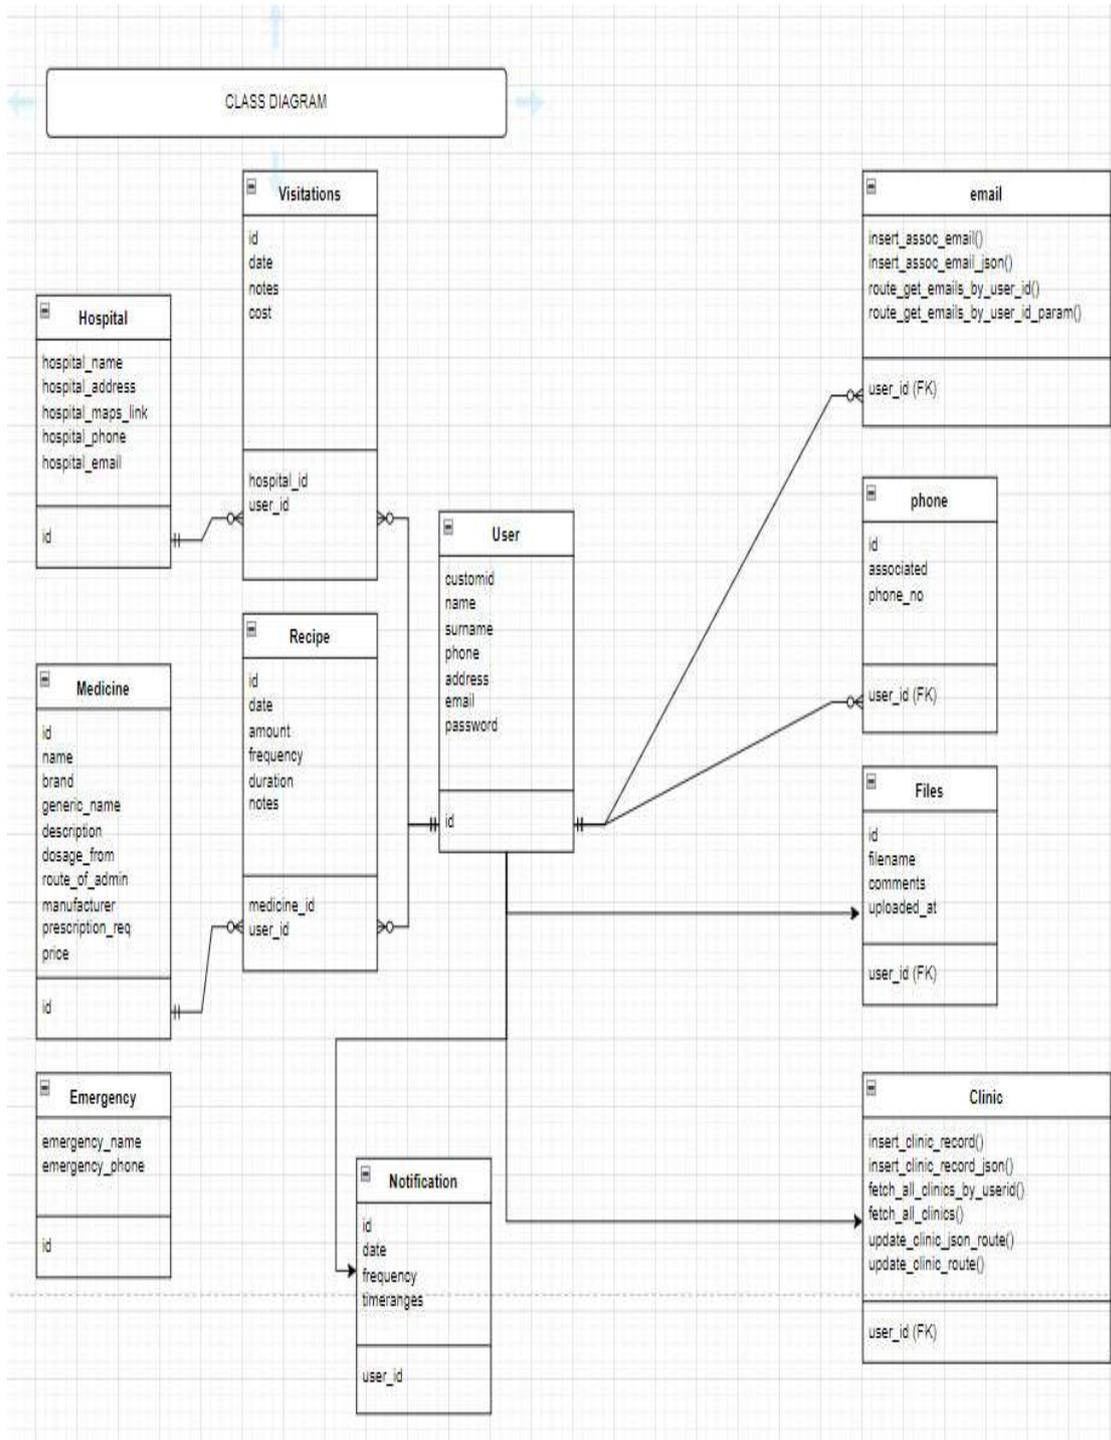 CLASS DIAGRAM
Visitations
id
date
notes
cost
hospital_id
user_id
Hospital
hospital_name
hospital_address
hospital_maps_link
hospital_phone
hospital_email
id
Recipe
id
date
amount
frequency
duration
notes
medicine_id
user_id
Medicine
id
name
brand
generic_name
description
dosage_from
route_of_admin
manufacturer
prescription_req
price
id
Emergency
emergency_name
emergency_phone
id
User
customid
name
surname
phone
address
email
password
id
Notification
id
date
frequency
timeranges
user_id
email
insert_assoc_email()
insert_assoc_email_json()
route_get_emails_by_user_id()
route_get_emails_by_user_id_param()
user_id (FK)
phone
id
associated
phone_no
user_id (FK)
Files
id
filename
comments
uploaded_at
user_id (FK)
Clinic
insert_clinic_record()
insert_clinic_record_json()
fetch_all_clinics_by_userid()
fetch_all_clinics()
update_clinic_json_route()
update_clinic_route()
user_id (FK)